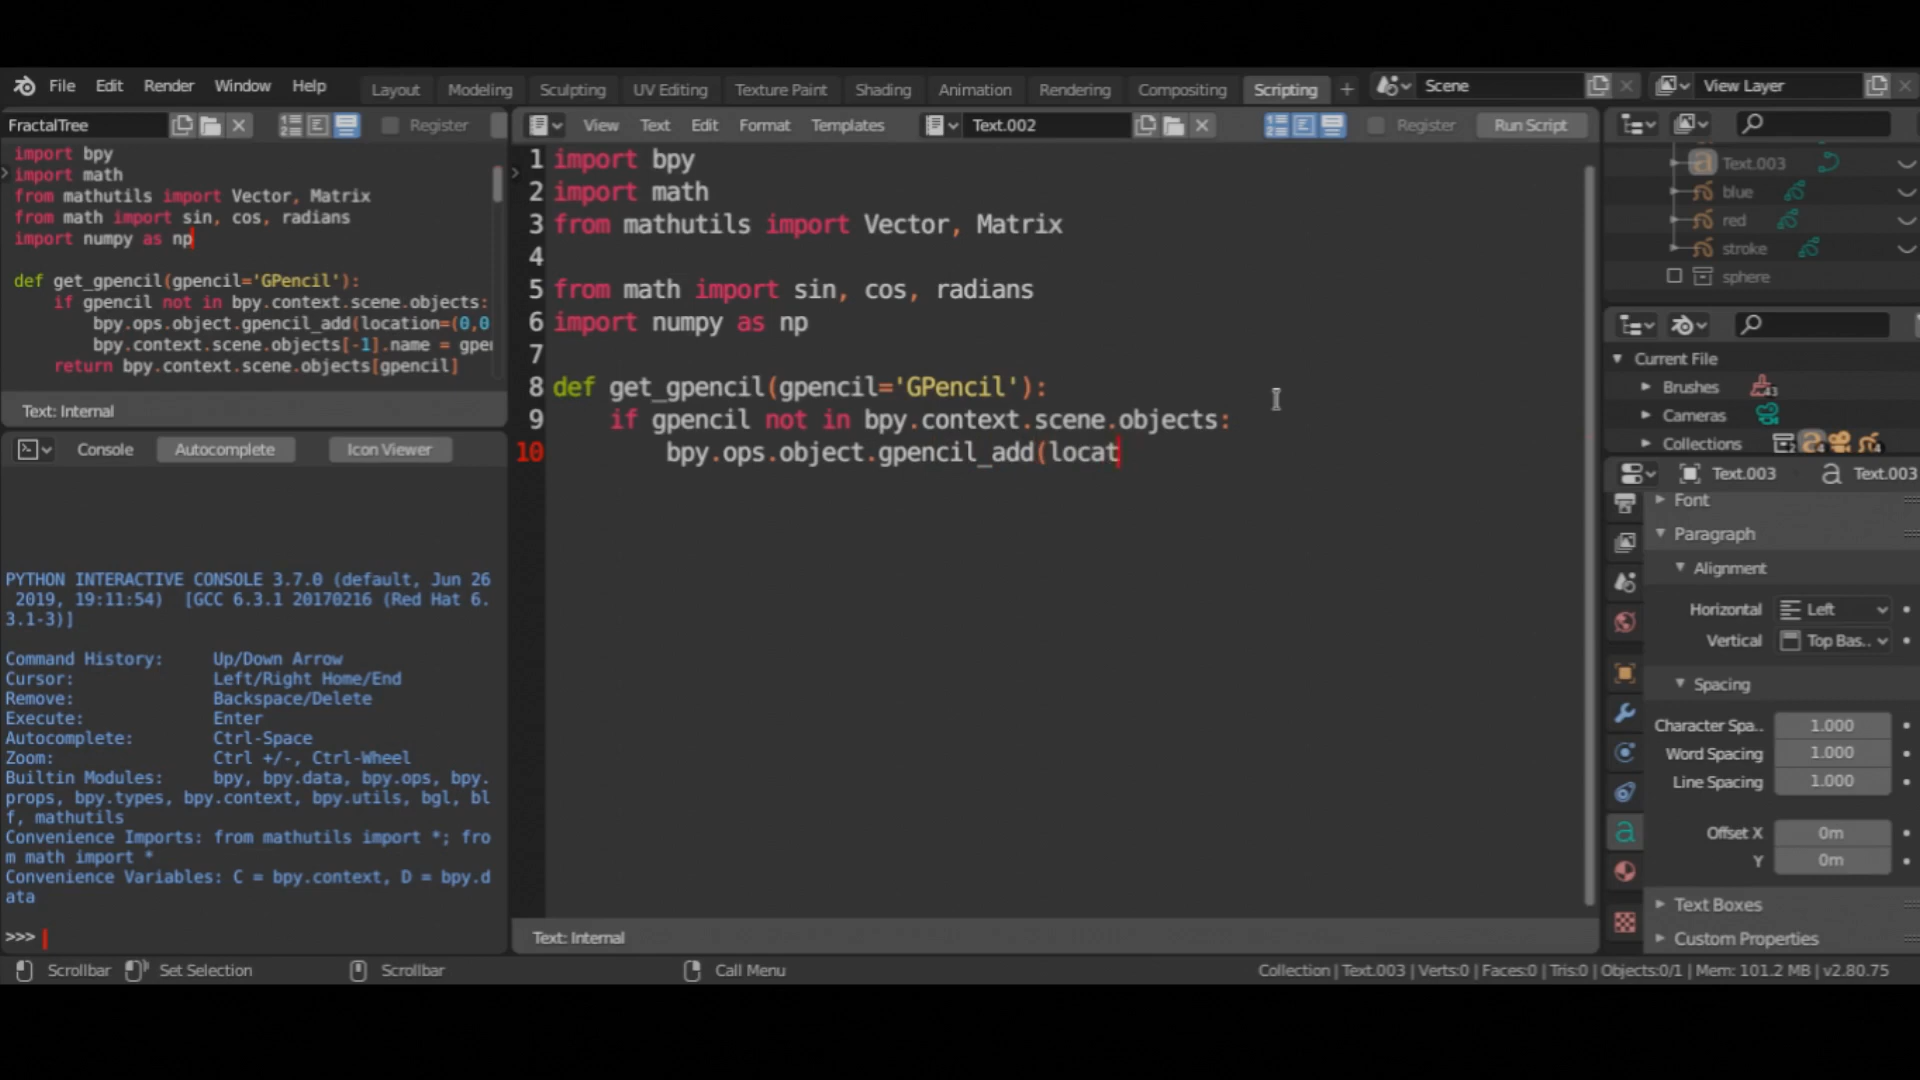 File Edit Render Window Help Layout Modeling Sculpting UV Editing Texture Paint Shading Animation Rendering Compositing Scripting + Scene View Layer
FractalTree Register
import bpy
import math
from mathutils import Vector, Matrix
from math import sin, cos, radians
import numpy as np
def get_gpencil(gpencil='GPencil'):
if gpencil not in bpy.context.scene.objects:
bpy.ops.object.gpencil_add(location=(0,0
bpy.context.scene.objects[-1].name = gpe
return bpy.context.scene.objects[gpencil]
Text: Internal
Console Autocomplete Icon Viewer
PYTHON INTERACTIVE CONSOLE 3.7.0 (default, Jun 26
2019, 19:11:54) [GCC 6.3.1 20170216 (Red Hat 6.
3.1-3)]
Command History: Up/Down Arrow
Cursor: Left/Right Home/End
Remove: Backspace/Delete
Execute: Enter
Autocomplete: Ctrl-Space
Zoom: Ctrl +/-, Ctrl-Wheel
Builtin Modules: bpy, bpy.data, bpy.ops, bpy.
props, bpy.types, bpy.context, bpy.utils, bgl, bl
f, mathutils
Convenience Imports: from mathutils import *; fro
m math import *
Convenience Variables: C = bpy.context, D = bpy.d
ata
>>>
View Text Edit Format Templates Text.002 Register Run Script
1 import bpy
2 import math
3 from mathutils import Vector, Matrix
4
5 from math import sin, cos, radians
6 import numpy as np
7
8 def get_gpencil(gpencil='GPencil'):
9 if gpencil not in bpy.context.scene.objects:
10 bpy.ops.object.gpencil_add(locat
Text: Internal
Text.003
blue
red
stroke
sphere
Current File
Brushes 43
Cameras
Collections
Text.003 Text.003
Font
Paragraph
Alignment
Horizontal Left
Vertical Top Bas..
Spacing
Character Spa.. 1.000
Word Spacing 1.000
Line Spacing 1.000
Offset X 0m
Y 0m
Text Boxes
Custom Properties
Scrollbar Set Selection Scrollbar Call Menu Collection | Text.003 | Verts:0 | Faces:0 | Tris:0 | Objects:0/1 | Mem: 101.2 MB | v2.80.75